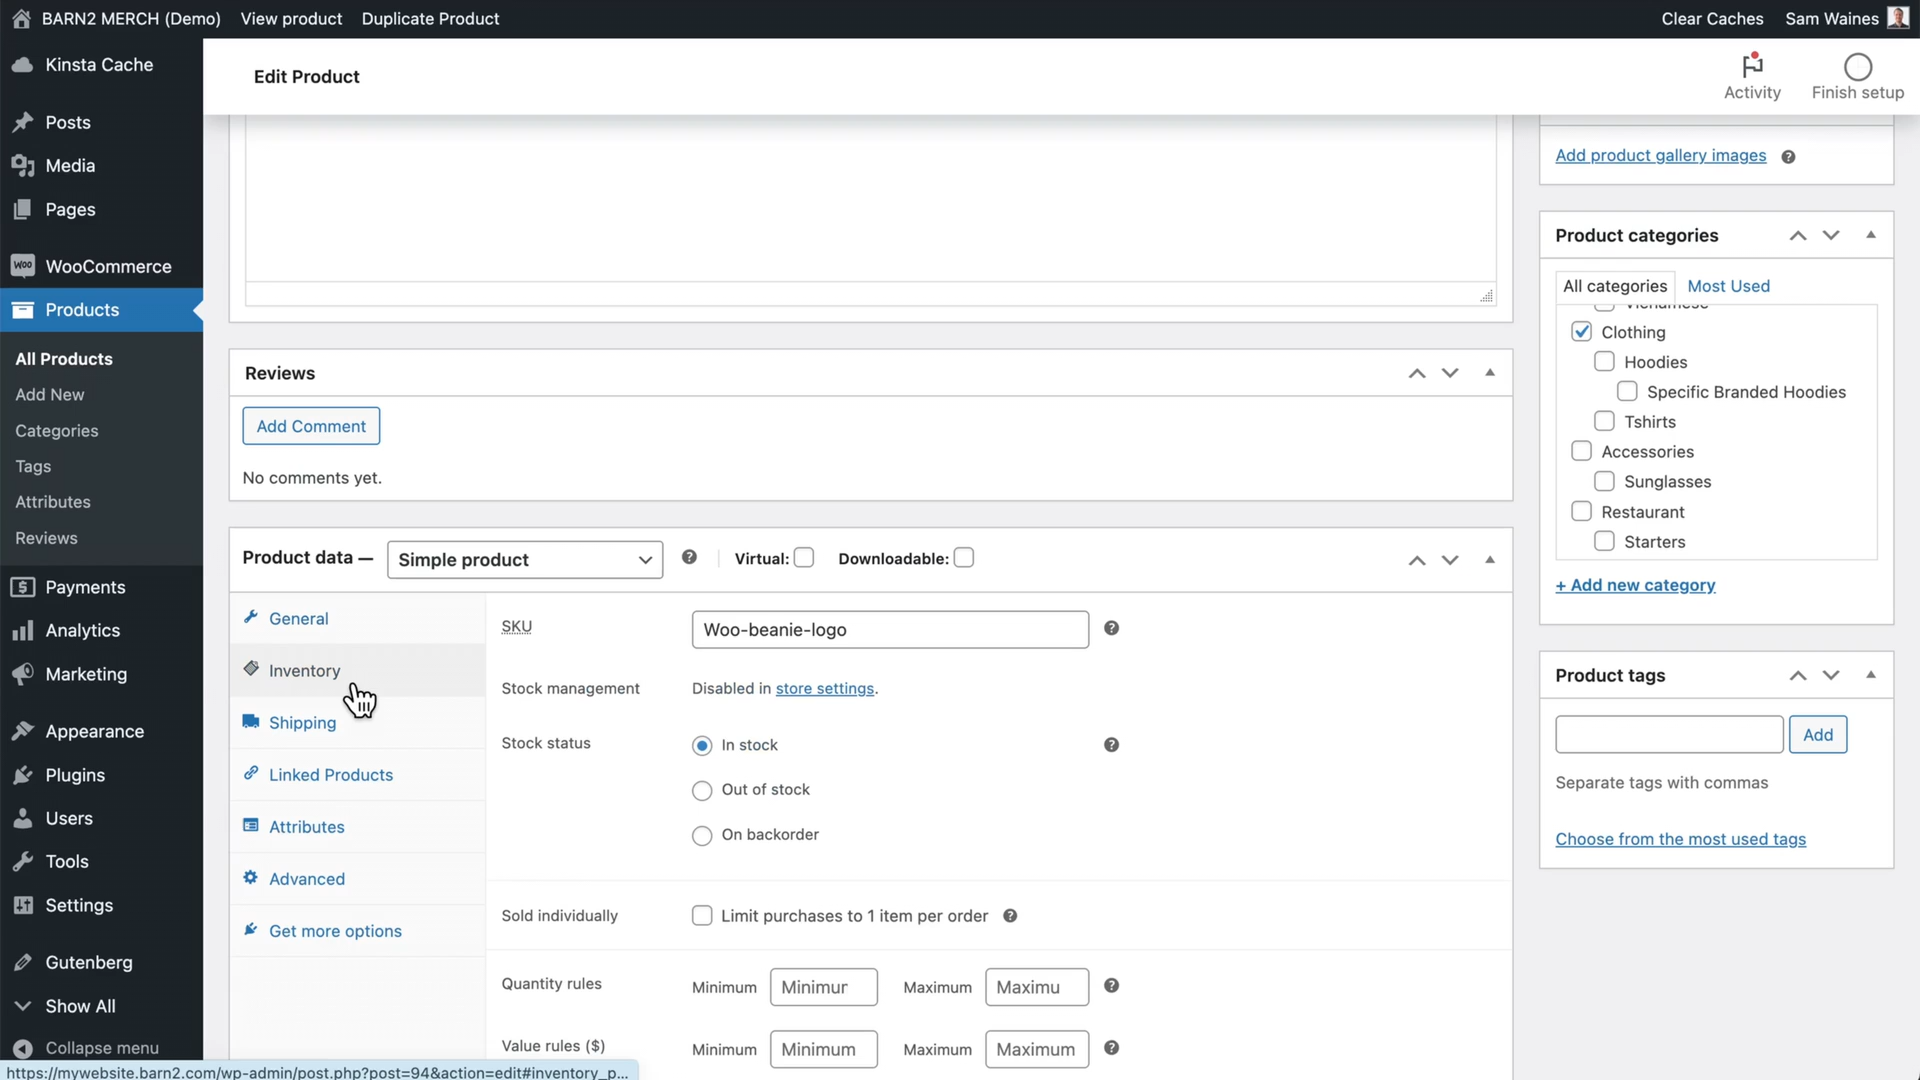 BARN2 MERCH (Demo) View product Duplicate Product Clear Caches Sam Waines
Kinsta Cache
Posts
Media
Pages
WooCommerce
Products
All Products
Add New
Categories
Tags
Attributes
Reviews
Payments
Analytics
Marketing
Appearance
Plugins
Users
Tools
Settings
Gutenberg
Show All
Collapse menu
Edit Product
Activity
Finish setup
Reviews
Add Comment
No comments yet.
Product data — Simple product Virtual: Downloadable:
General
Inventory
Shipping
Linked Products
Attributes
Advanced
Get more options
SKU Woo-beanie-logo
Stock management Disabled in store settings.
Stock status In stock
Out of stock
On backorder
Sold individually Limit purchases to 1 item per order
Quantity rules Minimum Minimur Maximum Maximu
Value rules ($) Minimum Minimum Maximum Maximum
Add product gallery images
Product categories
All categories Most Used
Vietnamese
Clothing
Hoodies
Specific Branded Hoodies
Tshirts
Accessories
Sunglasses
Restaurant
Starters
+ Add new category
Product tags
Add
Separate tags with commas
Choose from the most used tags
https://mywebsite.barn2.com/wp-admin/post.php?post=94&action=edit#inventory_p...